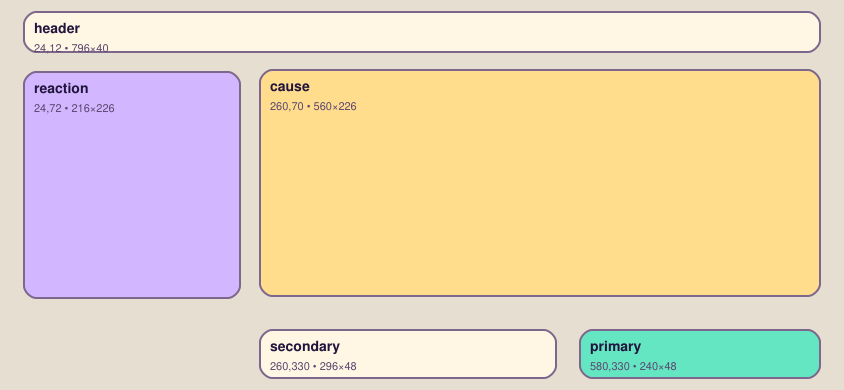 header
24,12 • 796×40
reaction
24,72 • 216×226
cause
260,70 • 560×226
secondary
260,330 • 296×48
primary
580,330 • 240×48